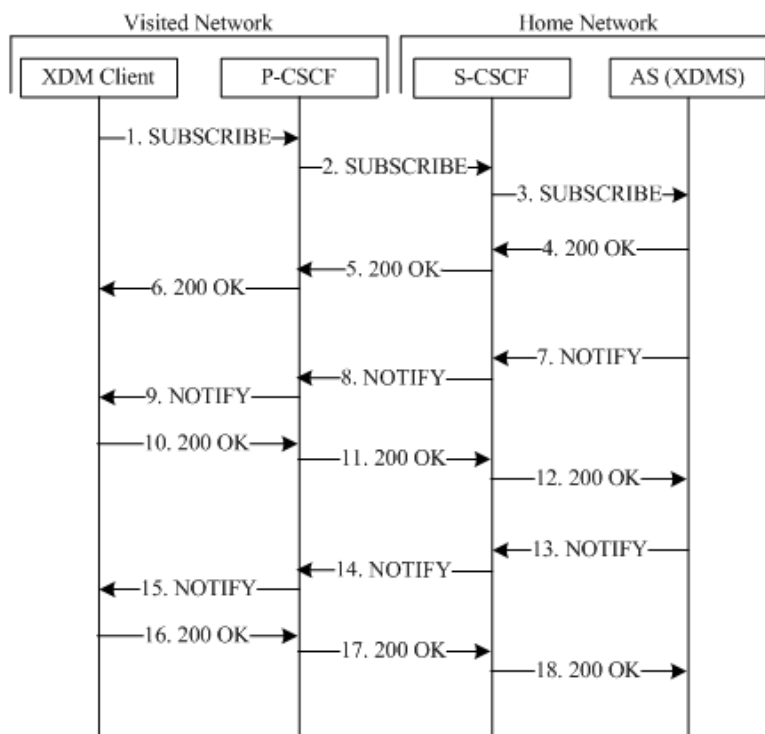 Visited Network
Home Network
XDM Client
P-CSCF
S-CSCF
AS (XDMS)
1. SUBSCRIBE
2. SUBSCRIBE
3. SUBSCRIBE
4. 200 OK
5. 200 OK
6. 200 OK
7. NOTIFY
8. NOTIFY
9. NOTIFY
10. 200 OK
11. 200 OK
12. 200 OK
13. NOTIFY
14. NOTIFY
15. NOTIFY
16. 200 OK
17. 200 OK
18. 200 OK